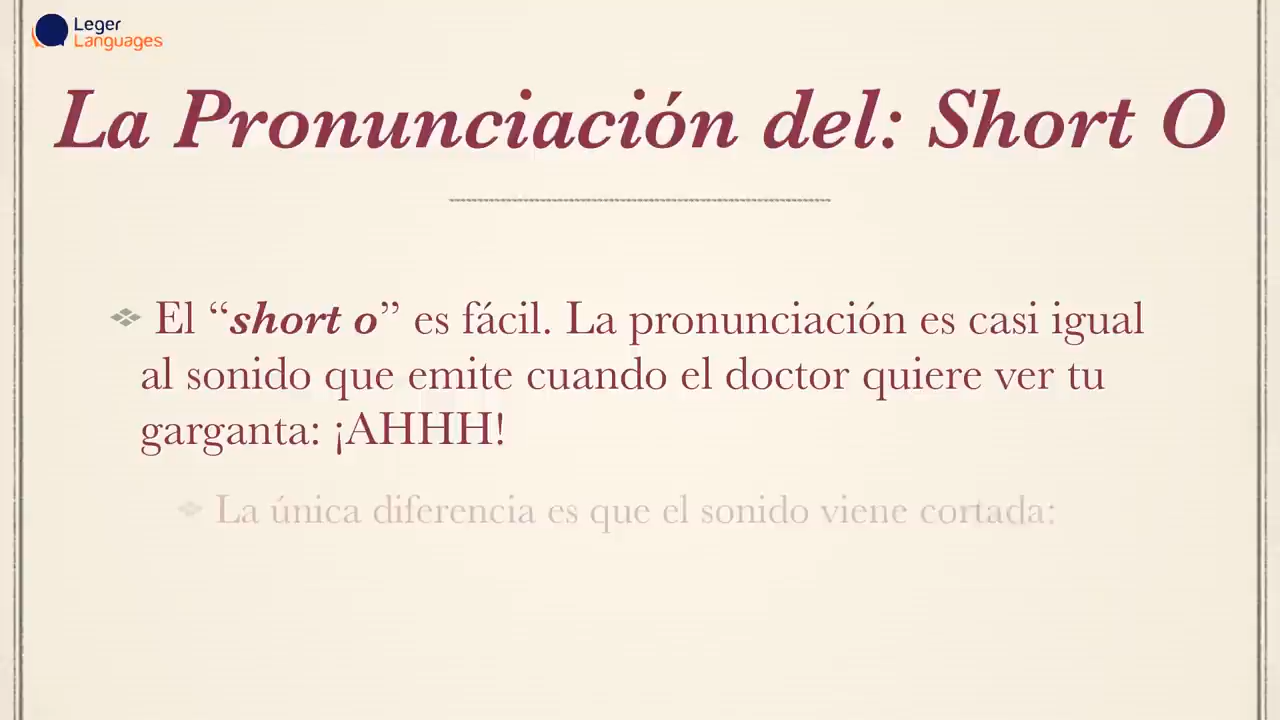 Leger
Languages
La Pronunciación del: Short O
El “short o” es fácil. La pronunciación es casi igual
al sonido que emite cuando el doctor quiere ver tu
garganta: ¡AHHH!
La única diferencia es que el sonido viene cortada: